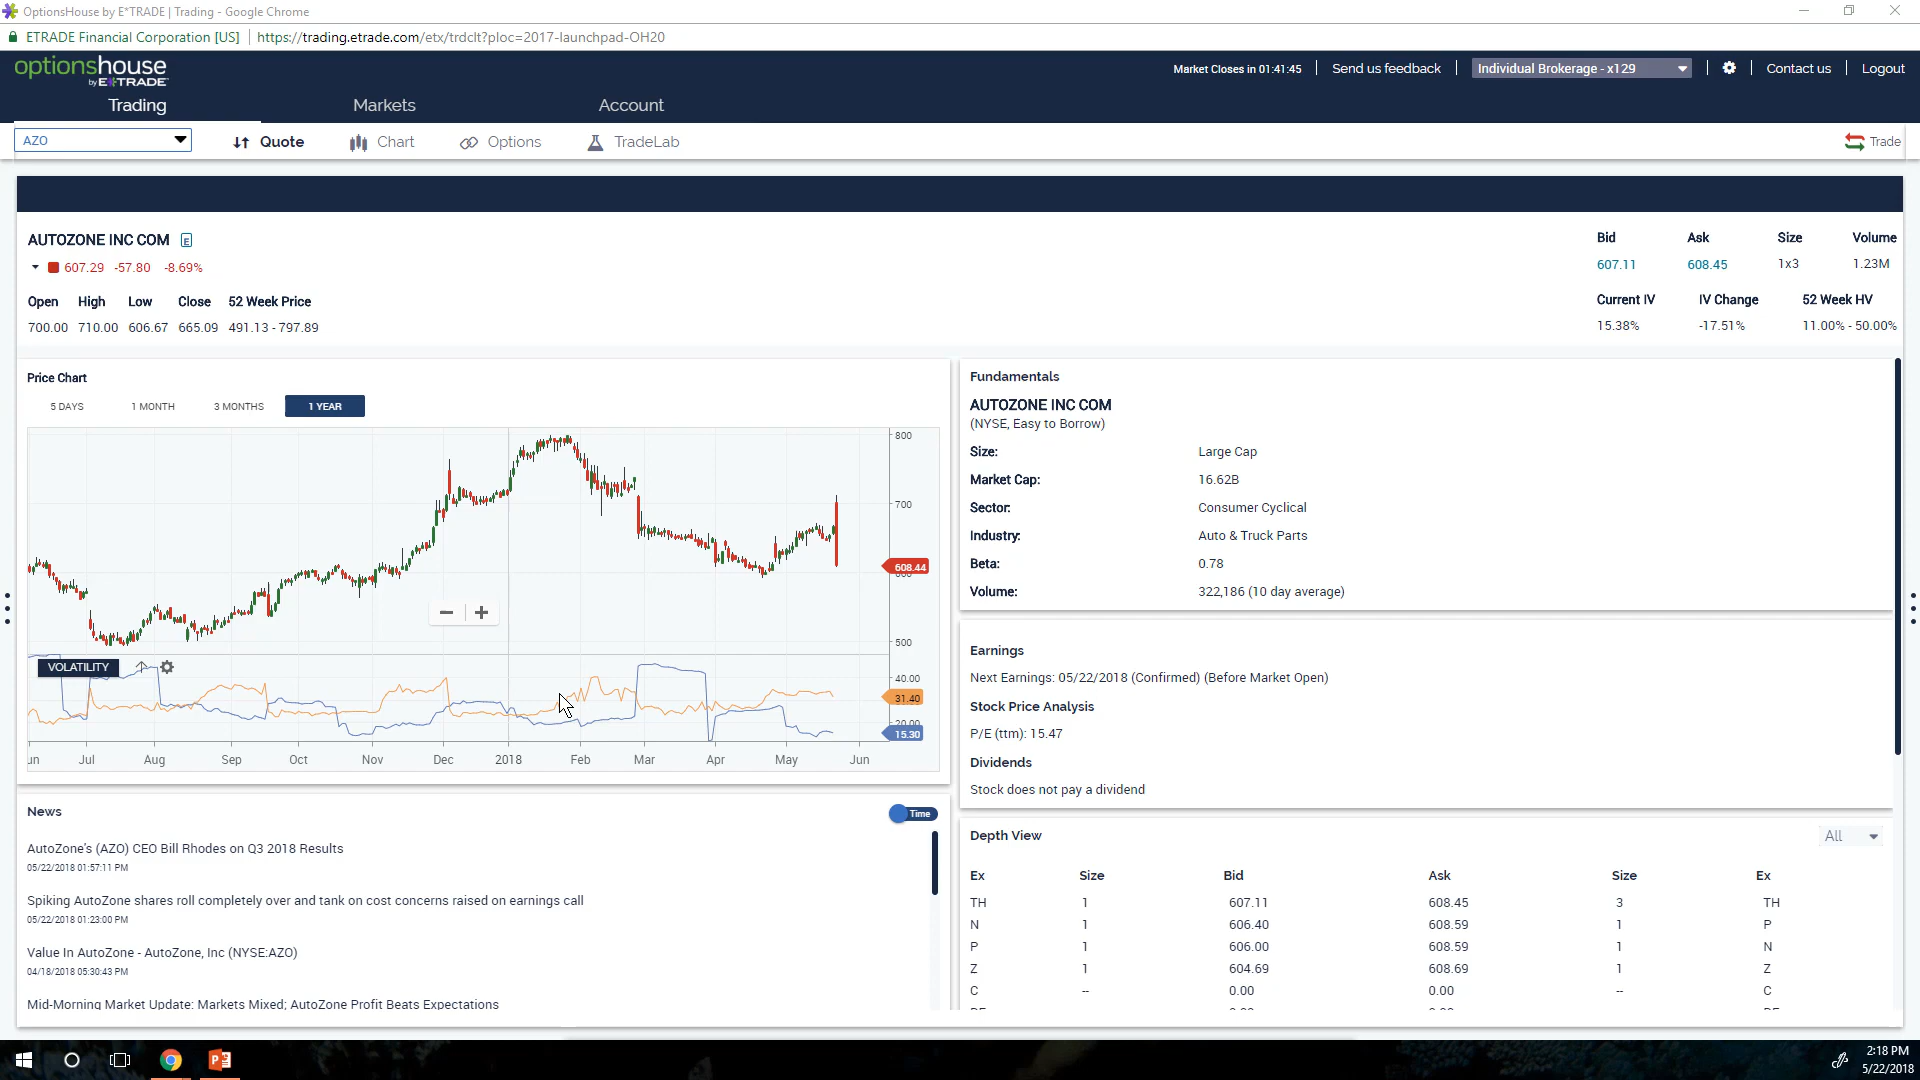 OptionsHouse by E*TRADE | Trading - Google Chrome
ETRADE Financial Corporation [US] https://trading.etrade.com/etx/trdclt?ploc=2017-launchpad-OH20
optionshouse
by E*TRADE
Market Closes in 01:41:45 Send us feedback Individual Brokerage - x129 Contact us Logout
Trading Markets Account
AZO Quote Chart Options TradeLab Trade
AUTOZONE INC COM E
607.29 -57.80 -8.69%
Open High Low Close 52 Week Price
700.00 710.00 606.67 665.09 491.13 - 797.89
Bid Ask Size Volume
607.11 608.45 1x3 1.23M
Current IV IV Change 52 Week HV
15.38% -17.51% 11.00% - 50.00%
Price Chart
5 DAYS 1 MONTH 3 MONTHS 1 YEAR
800
700
608.44
500
VOLATILITY
40.00
31.40
20.00
15.30
un Jul Aug Sep Oct Nov Dec 2018 Feb Mar Apr May Jun
News Time
AutoZone's (AZO) CEO Bill Rhodes on Q3 2018 Results
05/22/2018 01:57:11 PM
Spiking AutoZone shares roll completely over and tank on cost concerns raised on earnings call
05/22/2018 01:23:00 PM
Value In AutoZone - AutoZone, Inc (NYSE:AZO)
04/18/2018 05:30:43 PM
Mid-Morning Market Update: Markets Mixed; AutoZone Profit Beats Expectations
Fundamentals
AUTOZONE INC COM
(NYSE, Easy to Borrow)
Size: Large Cap
Market Cap: 16.62B
Sector: Consumer Cyclical
Industry: Auto & Truck Parts
Beta: 0.78
Volume: 322,186 (10 day average)
Earnings
Next Earnings: 05/22/2018 (Confirmed) (Before Market Open)
Stock Price Analysis
P/E (ttm): 15.47
Dividends
Stock does not pay a dividend
Depth View All
Ex Size Bid Ask Size Ex
TH 1 607.11 608.45 3 TH
N 1 606.40 608.59 1 P
P 1 606.00 608.59 1 N
Z 1 604.69 608.69 1 Z
C -- 0.00 0.00 -- C
2:18 PM
5/22/2018